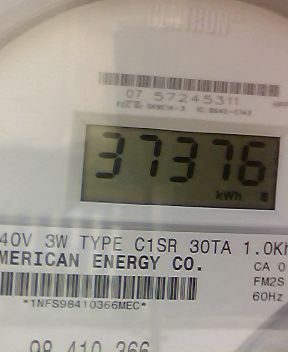 07 57245311
37376
kWh
40V 3W TYPE C1SR 30TA 1.0Kh
MERICAN ENERGY CO.
CA 0
FM2S
60Hz
*1NFS98410366MEC*
98 410 366